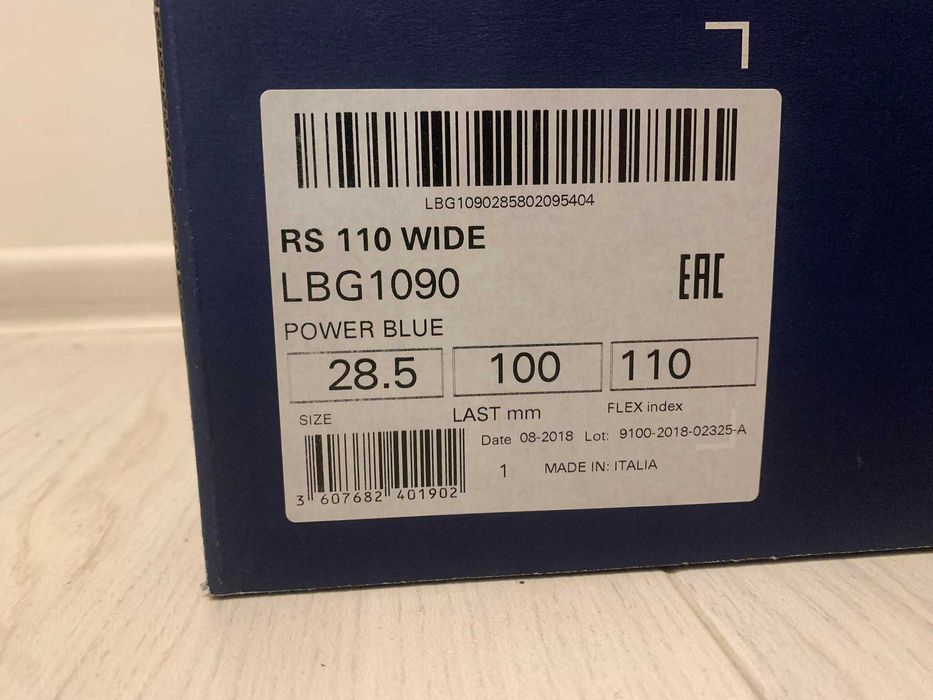 LBG1090285802095404
RS 110 WIDE
LBG1090
EAC
POWER BLUE
28.5 100 110
SIZE LAST mm FLEX index
Date 08-2018 Lot: 9100-2018-02325-A
1 MADE IN: ITALIA
3 607682 401902